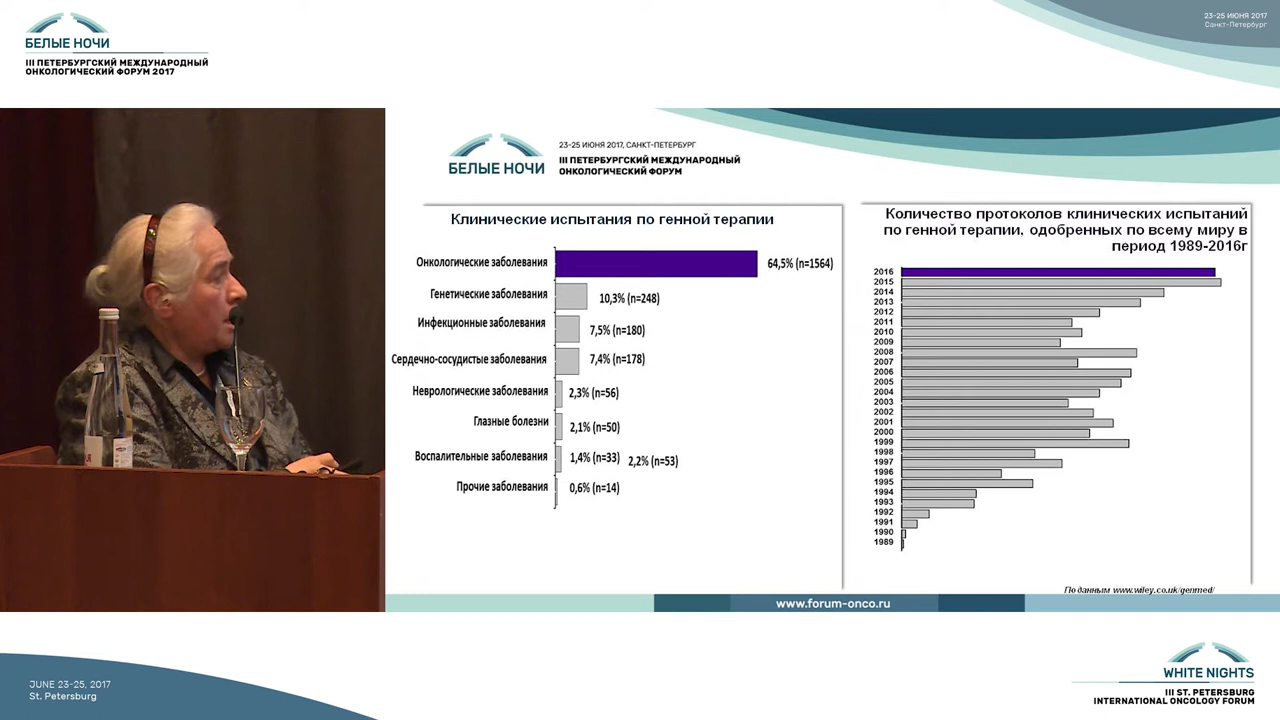 23-25 ИЮНЯ 2017
Санкт-Петербург
БЕЛЫЕ НОЧИ
III ПЕТЕРБУРГСКИЙ МЕЖДУНАРОДНЫЙ
ОНКОЛОГИЧЕСКИЙ ФОРУМ 2017
БЕЛЫЕ НОЧИ
23-25 ИЮНЯ 2017, САНКТ-ПЕТЕРБУРГ
III ПЕТЕРБУРГСКИЙ МЕЖДУНАРОДНЫЙ
ОНКОЛОГИЧЕСКИЙ ФОРУМ
Клинические испытания по генной терапии
Онкологические заболевания 64,5% (n=1564)
Генетические заболевания 10,3% (n=248)
Инфекционные заболевания 7,5% (n=180)
Сердечно-сосудистые заболевания 7,4% (n=178)
Неврологические заболевания 2,3% (n=56)
Глазные болезни 2,1% (n=50)
Воспалительные заболевания 1,4% (n=33) 2,2% (n=53)
Прочие заболевания 0,6% (n=14)
Количество протоколов клинических испытаний
по генной терапии, одобренных по всему миру в
период 1989-2016г
2016
2015
2014
2013
2012
2011
2010
2009
2008
2007
2006
2005
2004
2003
2002
2001
2000
1999
1998
1997
1996
1995
1994
1993
1992
1991
1990
1989
По данным www.wiley.co.uk/genmed/
www.forum-onco.ru
JUNE 23-25, 2017
St. Petersburg
WHITE NIGHTS
III ST. PETERSBURG
INTERNATIONAL ONCOLOGY FORUM